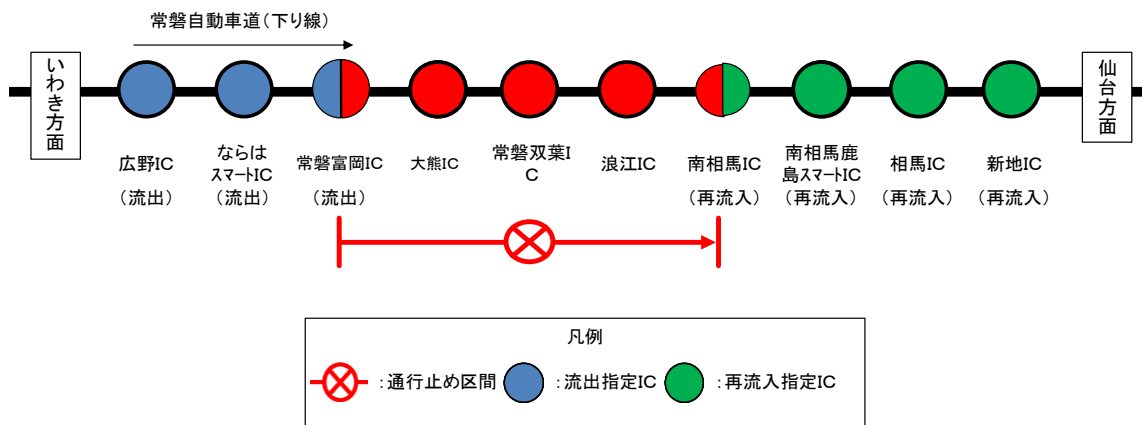 常磐自動車道(下り線)
いわき方面
仙台方面
広野IC
(流出)
ならは
スマートIC
(流出)
常磐富岡IC
(流出)
大熊IC
常磐双葉I
C
浪江IC
南相馬IC
(再流入)
南相馬鹿
島スマートIC
(再流入)
相馬IC
(再流入)
新地IC
(再流入)
凡例
:通行止め区間
:流出指定IC
:再流入指定IC